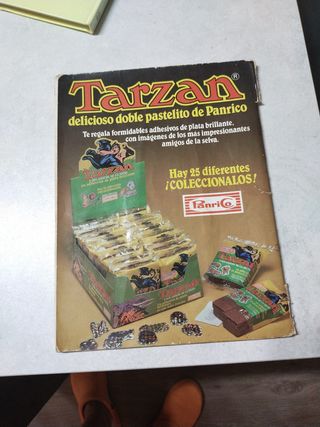 Tarzan®
delicioso doble pastelito de Panrico
Te regala formidables adhesivos de plata brillante,
con imágenes de los más impresionantes
amigos de la selva.
Hay 25 diferentes
¡COLECCIONALOS!
PanriCo
TARZAN